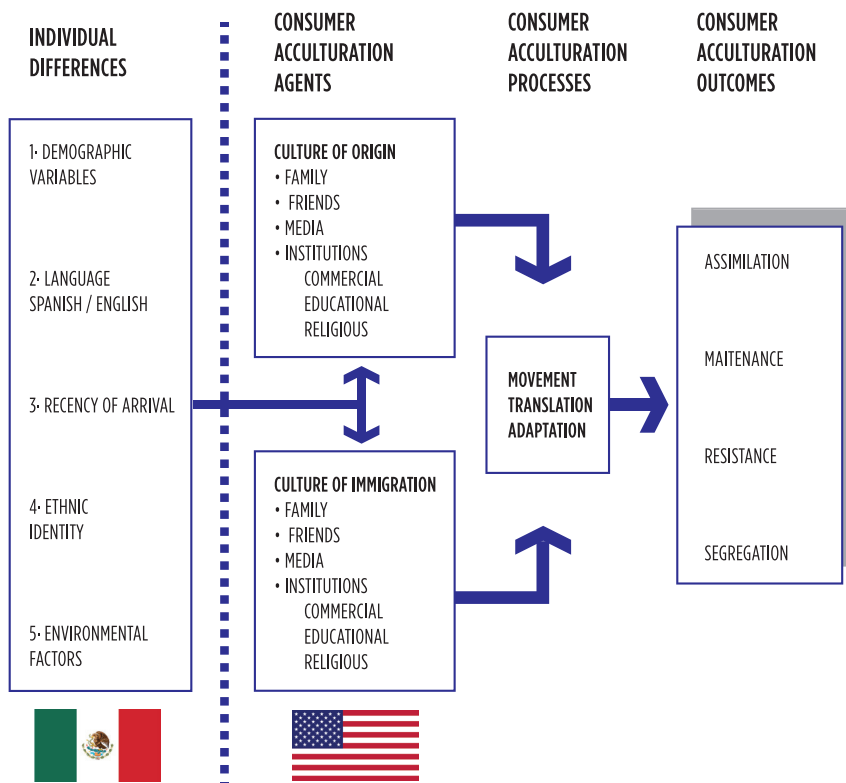 INDIVIDUAL
DIFFERENCES
CONSUMER
ACCULTURATION
AGENTS
CONSUMER
ACCULTURATION
PROCESSES
CONSUMER
ACCULTURATION
OUTCOMES
1· DEMOGRAPHIC
VARIABLES
2· LANGUAGE
SPANISH / ENGLISH
3· RECENCY OF ARRIVAL
4· ETHNIC
IDENTITY
5· ENVIRONMENTAL
FACTORS
CULTURE OF ORIGIN
• FAMILY
• FRIENDS
• MEDIA
• INSTITUTIONS
COMMERCIAL
EDUCATIONAL
RELIGIOUS
CULTURE OF IMMIGRATION
• FAMILY
• FRIENDS
• MEDIA
• INSTITUTIONS
COMMERCIAL
EDUCATIONAL
RELIGIOUS
MOVEMENT
TRANSLATION
ADAPTATION
ASSIMILATION
MAITENANCE
RESISTANCE
SEGREGATION